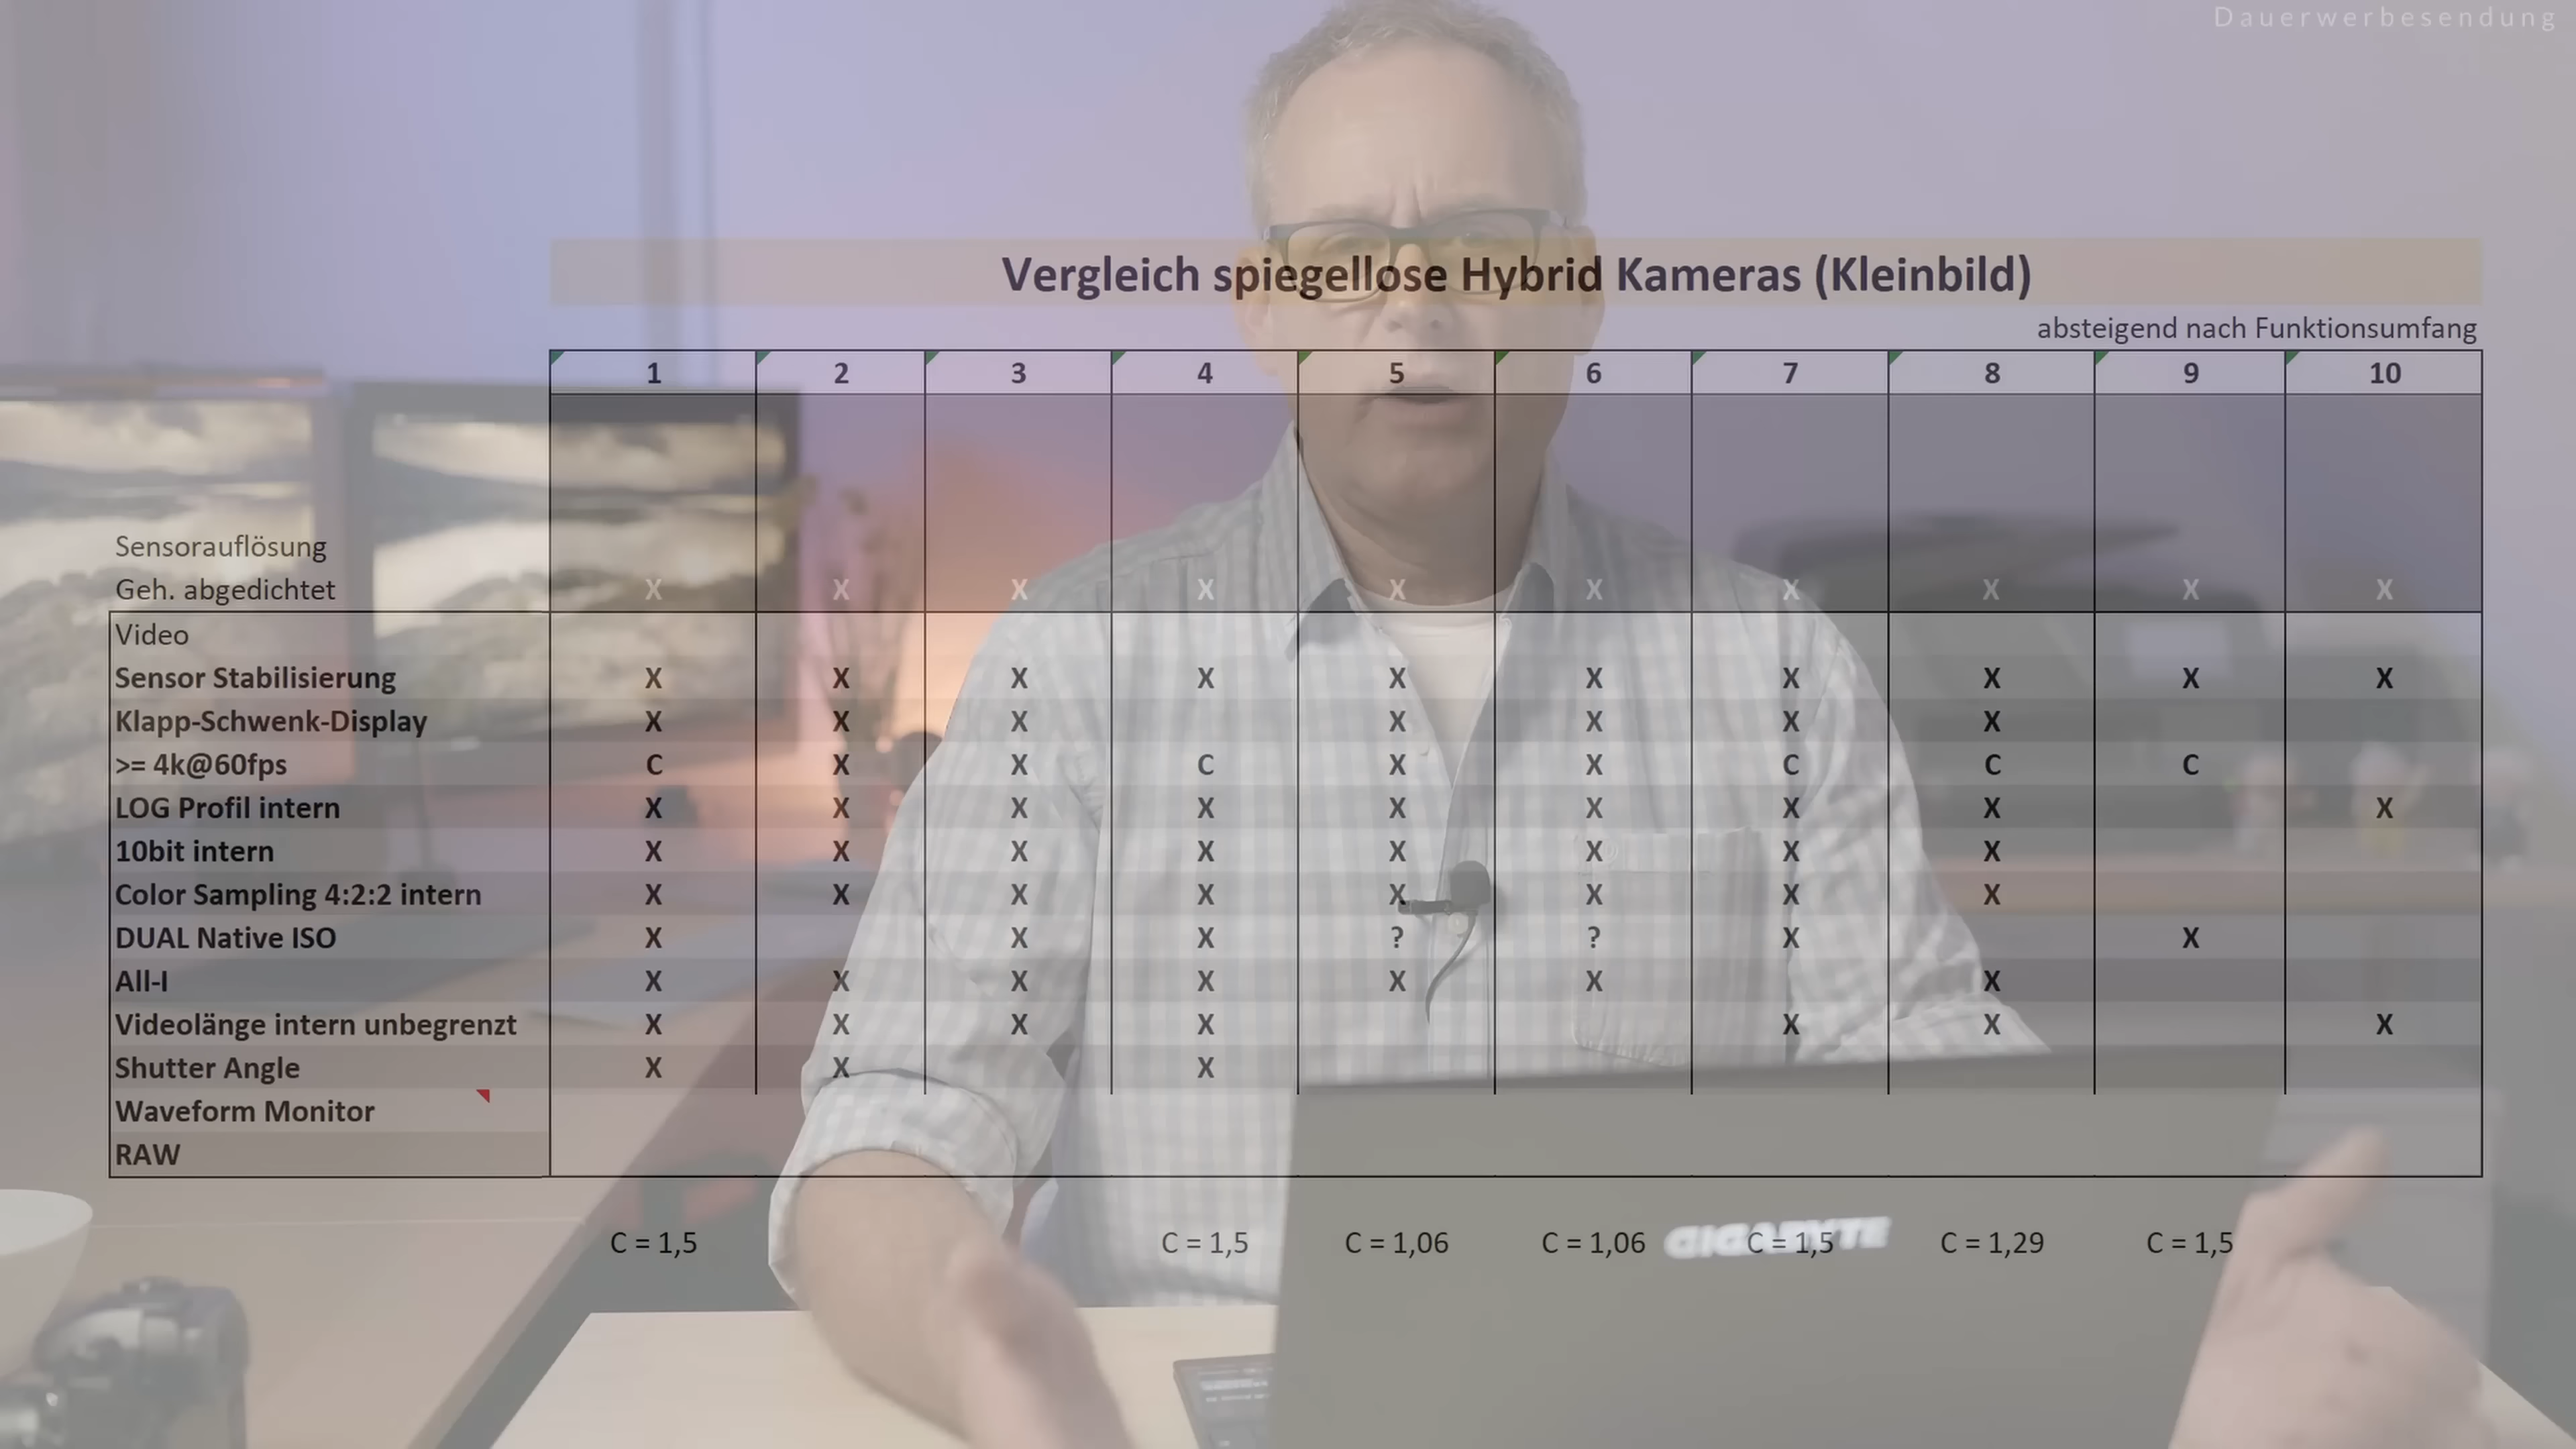 Dauerwerbesendung
Vergleich spiegellose Hybrid Kameras (Kleinbild)
absteigend nach Funktionsumfang
1 2 3 4 5 6 7 8 9 10
Sensorauflösung
Geh. abgedichtet X X X X X X X X X X
Video
Sensor Stabilisierung X X X X X X X X X X
Klapp-Schwenk-Display X X X X X X X
>= 4k@60fps C X X C X X C C C
LOG Profil intern X X X X X X X X X
10bit intern X X X X X X X X
Color Sampling 4:2:2 intern X X X X X X X X
DUAL Native ISO X X X ? ? X X
All-I X X X X X X X
Videolänge intern unbegrenzt X X X X X X X
Shutter Angle X X X
Waveform Monitor
RAW
C = 1,5 C = 1,5 C = 1,06 C = 1,06 C = 1,5 C = 1,29 C = 1,5
GIGABYTE